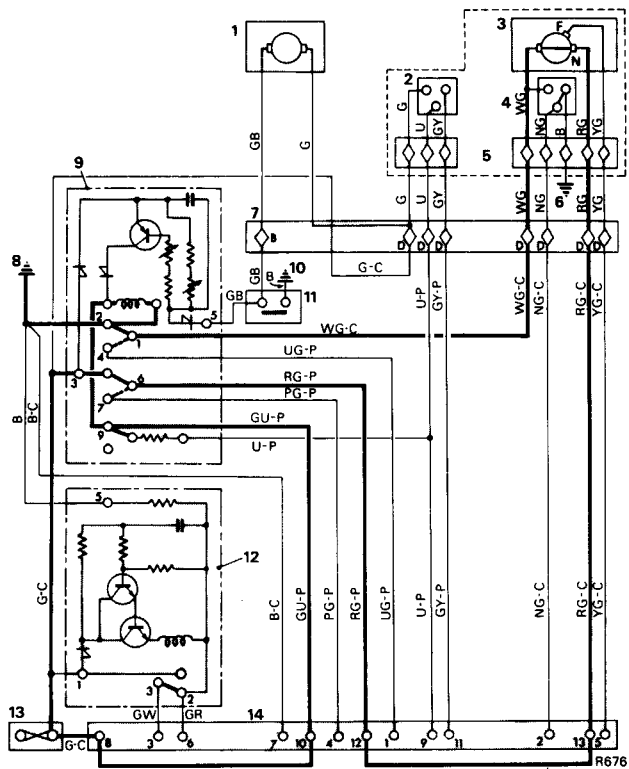 1
3
F
N
2
4
G
U
GY
WG
NG
B
RG
YG
5
6
GB
G
9
7
B
D
D
D
D
D
D
D
G
U
GY
WG
NG
RG
YG
G-C
8
10
11
GB
B
GB
5
2
1
4
WG-C
UG-P
3
6
RG-P
7
PG-P
9
GU-P
U-P
U-P
GY-P
WG-C
NG-C
RG-C
YG-C
B
B-C
5
12
G-C
1
3
2
B-C
GU-P
PG-P
RG-P
UG-P
U-P
GY-P
NG-C
RG-C
YG-C
13
GW
GR
14
G-C
8
3
6
7
10
4
12
1
9
11
2
13
5
R676